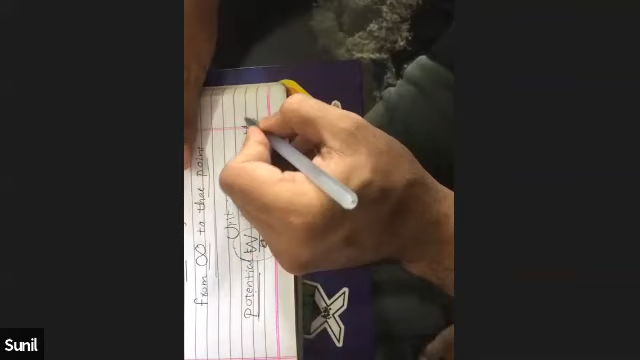 from ∞ to that point
Unit
Potential W
Sunil